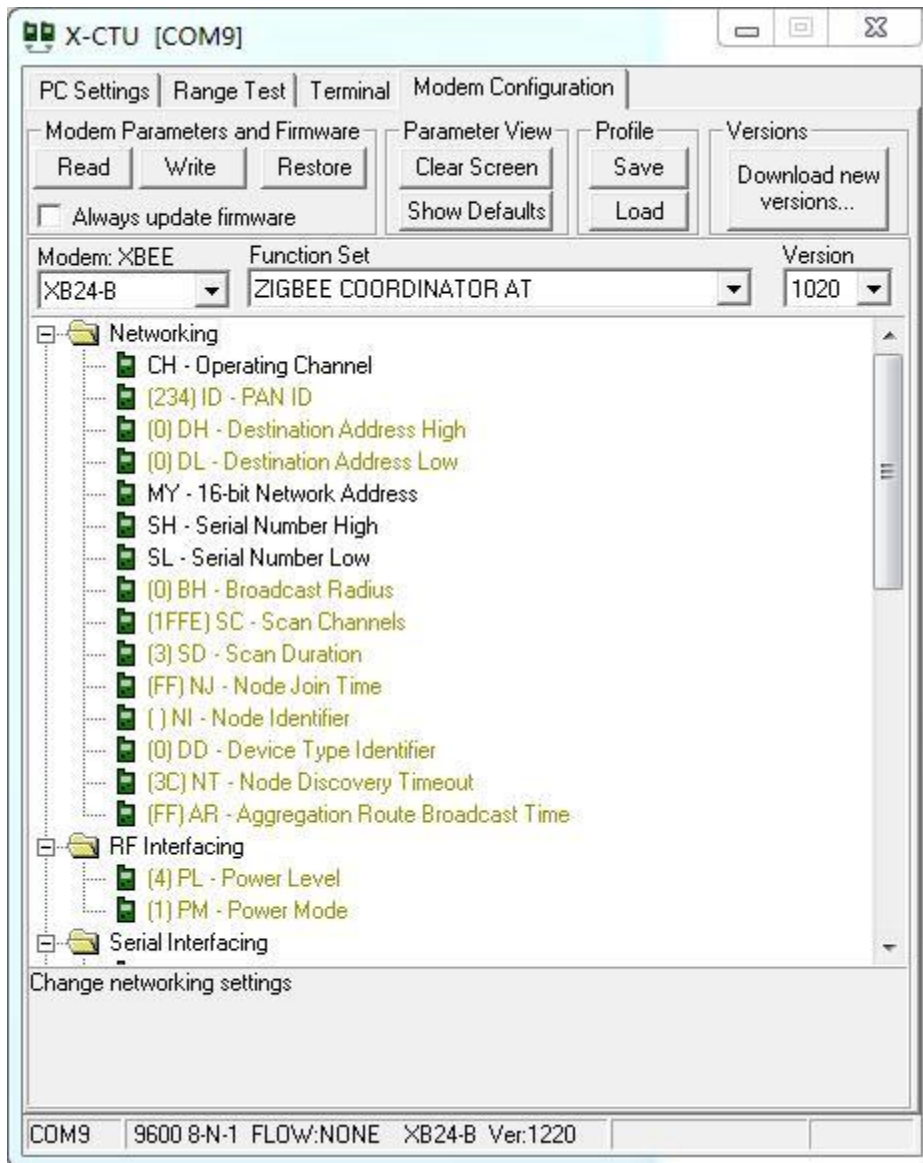 X-CTU [COM9]
PC Settings Range Test Terminal Modem Configuration
Modem Parameters and Firmware Parameter View Profile Versions
Read Write Restore Clear Screen Save Download new versions...
Always update firmware Show Defaults Load
Modem: XBEE Function Set Version
XB24-B ZIGBEE COORDINATOR AT 1020
Networking
CH - Operating Channel
(234) ID - PAN ID
(0) DH - Destination Address High
(0) DL - Destination Address Low
MY - 16-bit Network Address
SH - Serial Number High
SL - Serial Number Low
(0) BH - Broadcast Radius
(1FFE) SC - Scan Channels
(3) SD - Scan Duration
(FF) NJ - Node Join Time
( ) NI - Node Identifier
(0) DD - Device Type Identifier
(3C) NT - Node Discovery Timeout
(FF) AR - Aggregation Route Broadcast Time
RF Interfacing
(4) PL - Power Level
(1) PM - Power Mode
Serial Interfacing
Change networking settings
COM9 9600 8-N-1 FLOW:NONE XB24-B Ver:1220